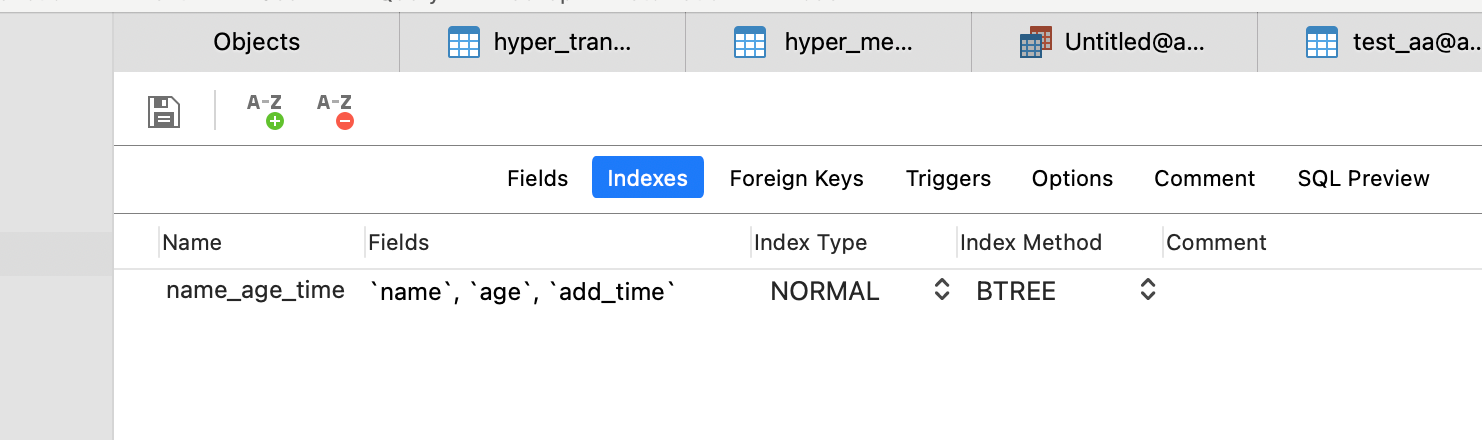 Objects
hyper_tran...
hyper_me...
Untitled@a...
test_aa@a..
A-Z
A-Z
Fields
Indexes
Foreign Keys
Triggers
Options
Comment
SQL Preview
Name
Fields
Index Type
Index Method
Comment
name_age_time
`name`, `age`, `add_time`
NORMAL
BTREE